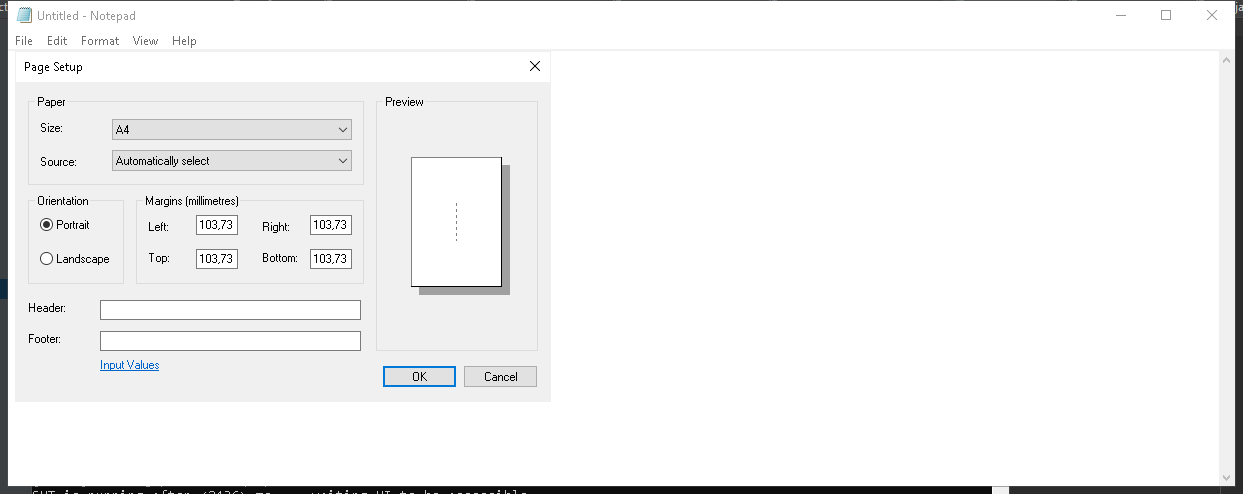 Untitled - Notepad
File Edit Format View Help
Page Setup
Paper
Size: A4
Source: Automatically select
Orientation
Portrait
Landscape
Margins (millimetres)
Left: 103,73 Right: 103,73
Top: 103,73 Bottom: 103,73
Header:
Footer:
Input Values
Preview
OK Cancel